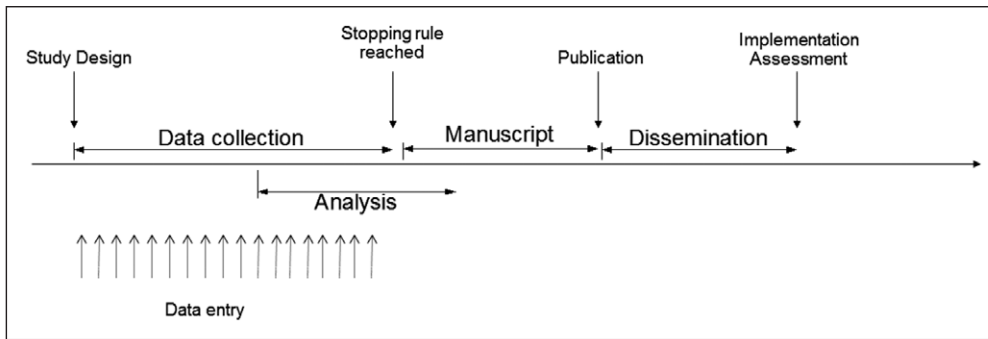 Study Design
Stopping rule
reached
Publication
Implementation
Assessment
Data collection
Manuscript
Dissemination
Analysis
Data entry